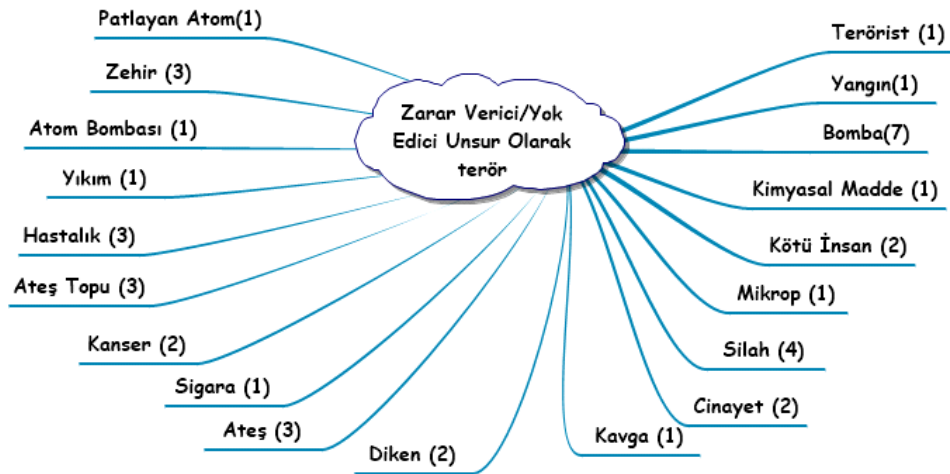 Zarar Verici/Yok
Edici Unsur Olarak
terör
Patlayan Atom(1)
Zehir (3)
Atom Bombası (1)
Yıkım (1)
Hastalık (3)
Ateş Topu (3)
Kanser (2)
Sigara (1)
Ateş (3)
Diken (2)
Terörist (1)
Yangın(1)
Bomba(7)
Kimyasal Madde (1)
Kötü İnsan (2)
Mikrop (1)
Silah (4)
Cinayet (2)
Kavga (1)